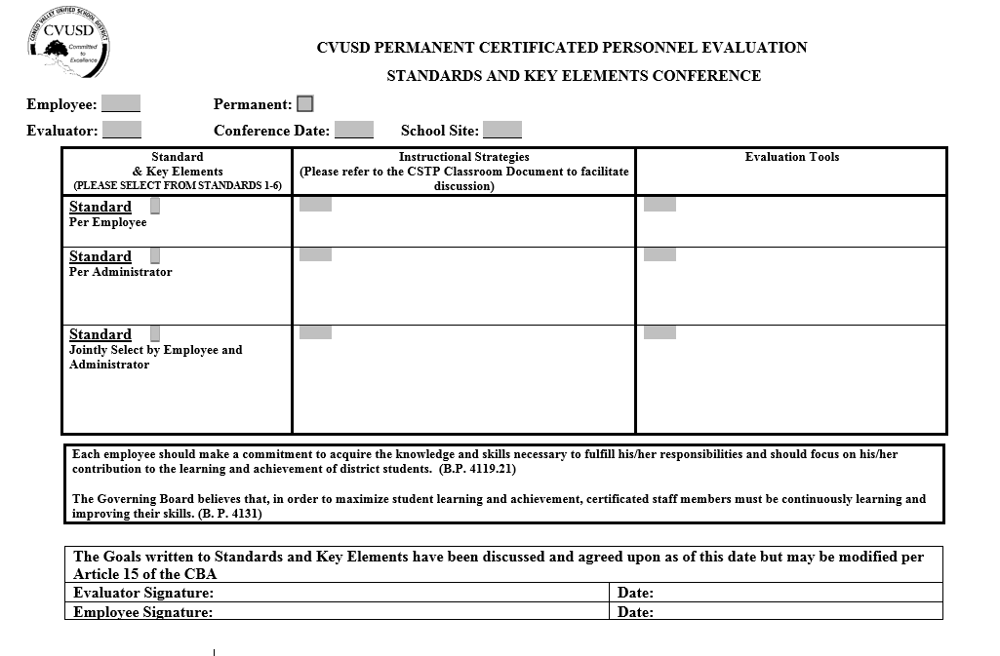 CONEJO VALLEY UNIFIED SCHOOL DISTRICT
CVUSD
Committed
to
Excellence
CVUSD PERMANENT CERTIFICATED PERSONNEL EVALUATION
STANDARDS AND KEY ELEMENTS CONFERENCE
Employee: Permanent:
Evaluator: Conference Date: School Site:
Standard
& Key Elements
(PLEASE SELECT FROM STANDARDS 1-6)
Instructional Strategies
(Please refer to the CSTP Classroom Document to facilitate
discussion)
Evaluation Tools
Standard
Per Employee
Standard
Per Administrator
Standard
Jointly Select by Employee and
Administrator
Each employee should make a commitment to acquire the knowledge and skills necessary to fulfill his/her responsibilities and should focus on his/her
contribution to the learning and achievement of district students. (B.P. 4119.21)
The Governing Board believes that, in order to maximize student learning and achievement, certificated staff members must be continuously learning and
improving their skills. (B. P. 4131)
The Goals written to Standards and Key Elements have been discussed and agreed upon as of this date but may be modified per
Article 15 of the CBA
Evaluator Signature: Date:
Employee Signature: Date: